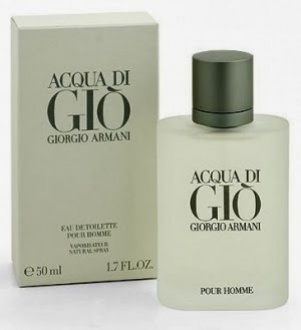 ACQUA DI
GIÒ
GIORGIO ARMANI
EAU DE TOILETTE
POUR HOMME
VAPORISATEUR
NATURAL SPRAY
e 50 ml 1.7 FL.OZ.
ACQUA DI
GIÒ
GIORGIO ARMANI
POUR HOMME